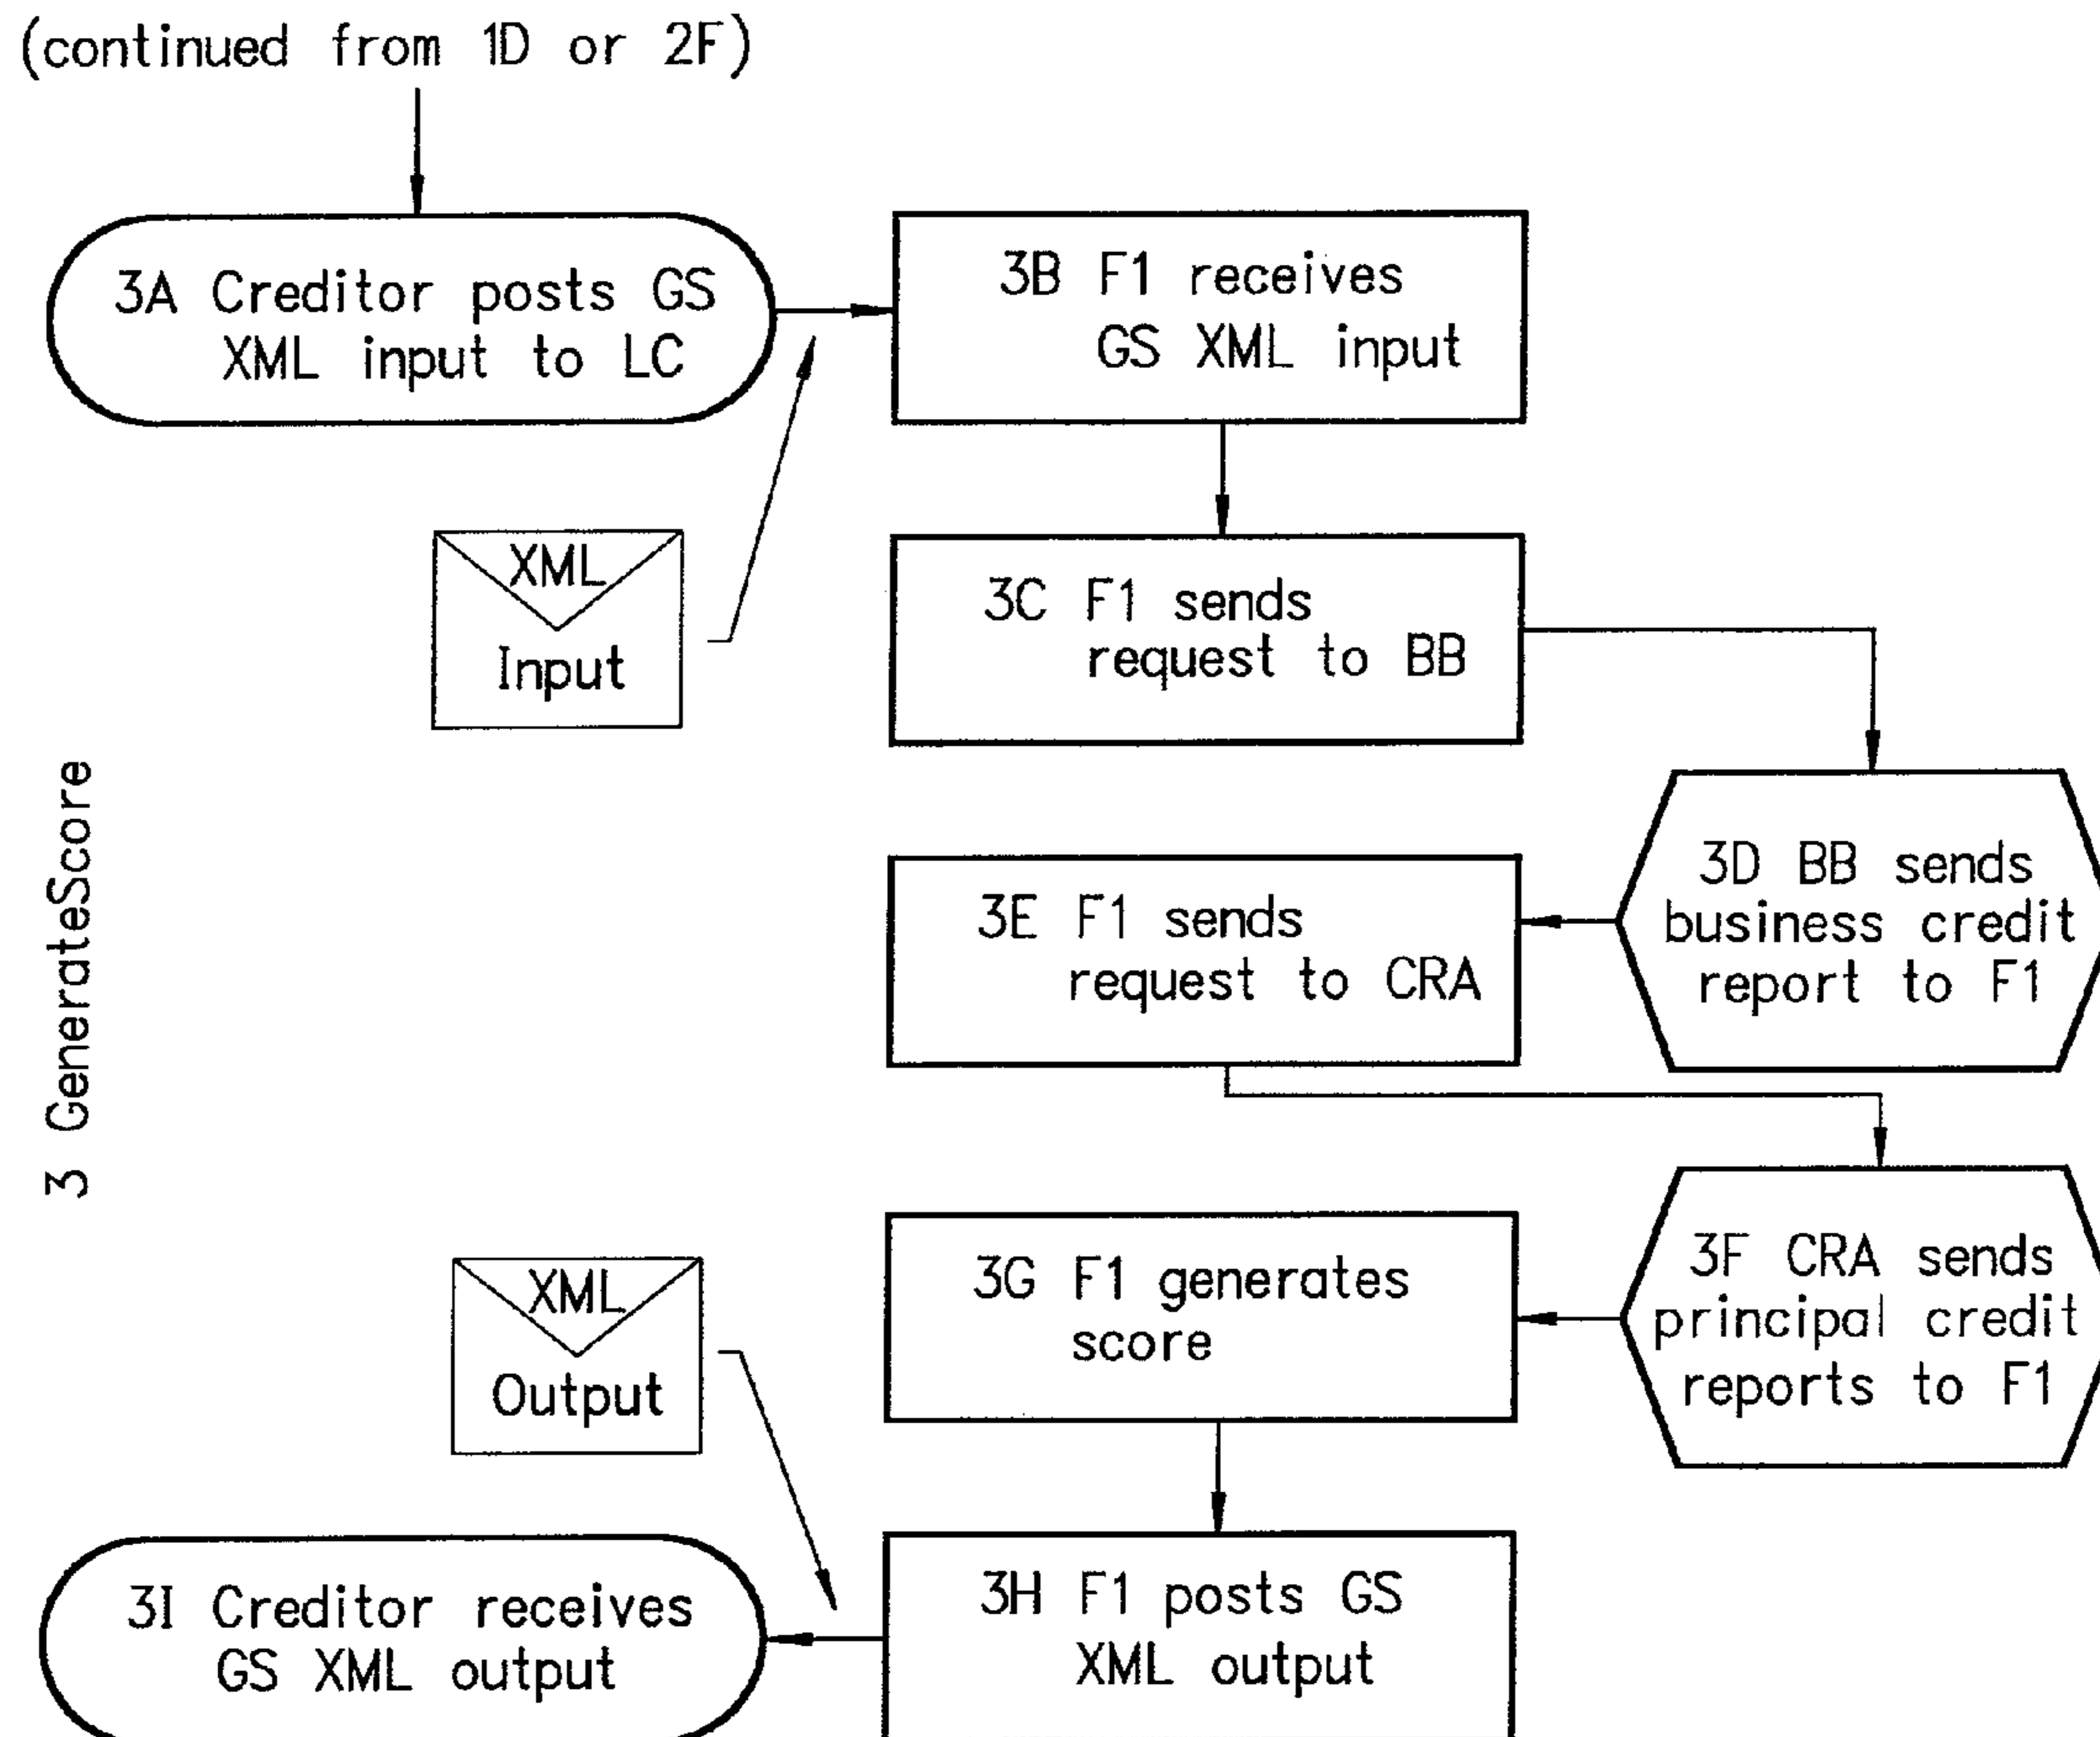 (continued from 1D or 2F)
3A Creditor posts GS
XML input to LC
3B F1 receives
GS XML input
XML
Input
3C F1 sends
request to BB
3D BB sends
business credit
report to F1
3E F1 sends
request to CRA
3 GenerateScore
3F CRA sends
principal credit
reports to F1
3G F1 generates
score
XML
Output
3H F1 posts GS
XML output
3I Creditor receives
GS XML output